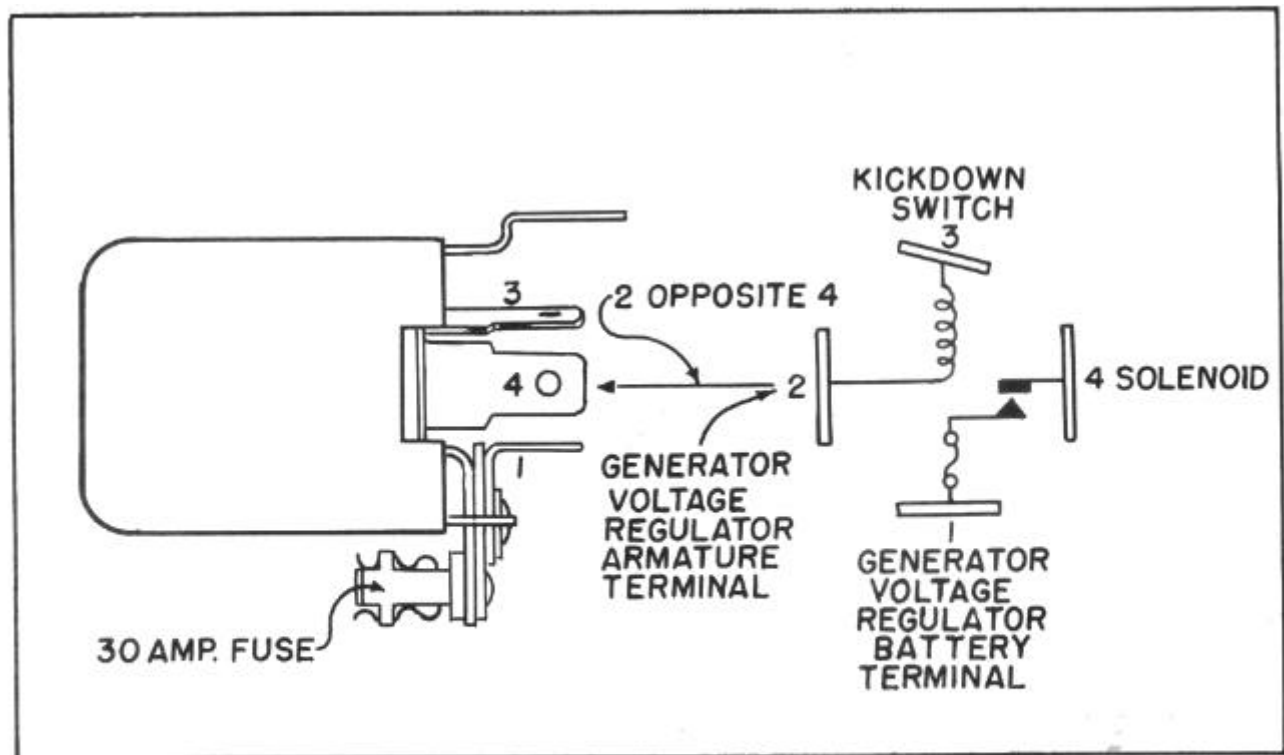 KICKDOWN
SWITCH
3
3
2 OPPOSITE 4
4
2
4 SOLENOID
1
GENERATOR
VOLTAGE
REGULATOR
ARMATURE
TERMINAL
1
GENERATOR
VOLTAGE
REGULATOR
BATTERY
TERMINAL
30 AMP. FUSE